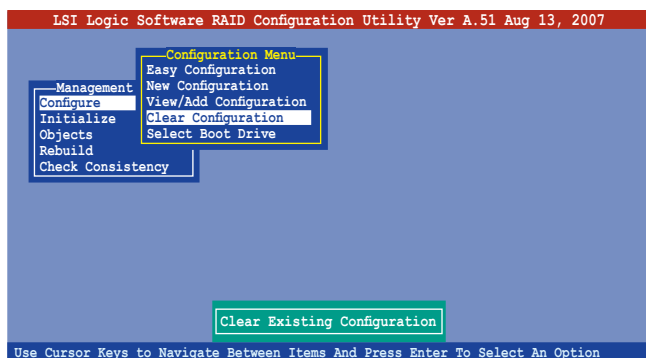 LSI Logic Software RAID Configuration Utility Ver A.51 Aug 13, 2007
Configuration Menu
Easy Configuration
New Configuration
View/Add Configuration
Clear Configuration
Select Boot Drive
Management
Configure
Initialize
Objects
Rebuild
Check Consistency
Clear Existing Configuration
Use Cursor Keys to Navigate Between Items And Press Enter To Select An Option